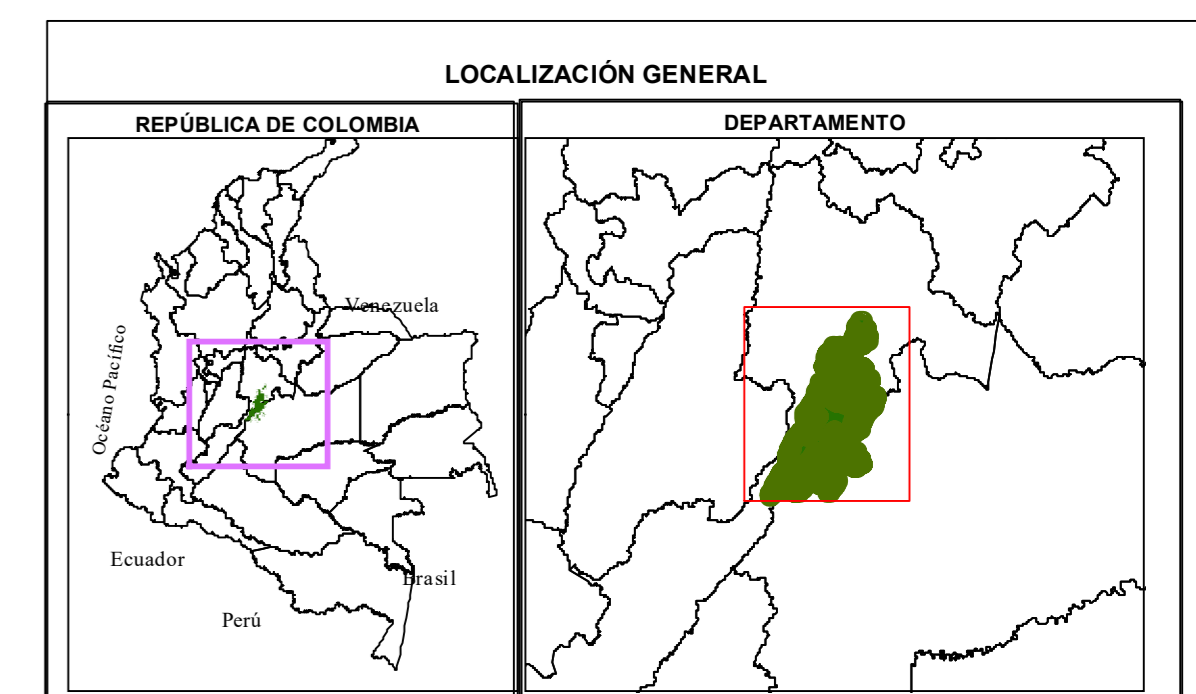 LOCALIZACIÓN GENERAL
REPÚBLICA DE COLOMBIA
DEPARTAMENTO
Venezuela
Océano Pacífico
Ecuador
Brasil
Perú